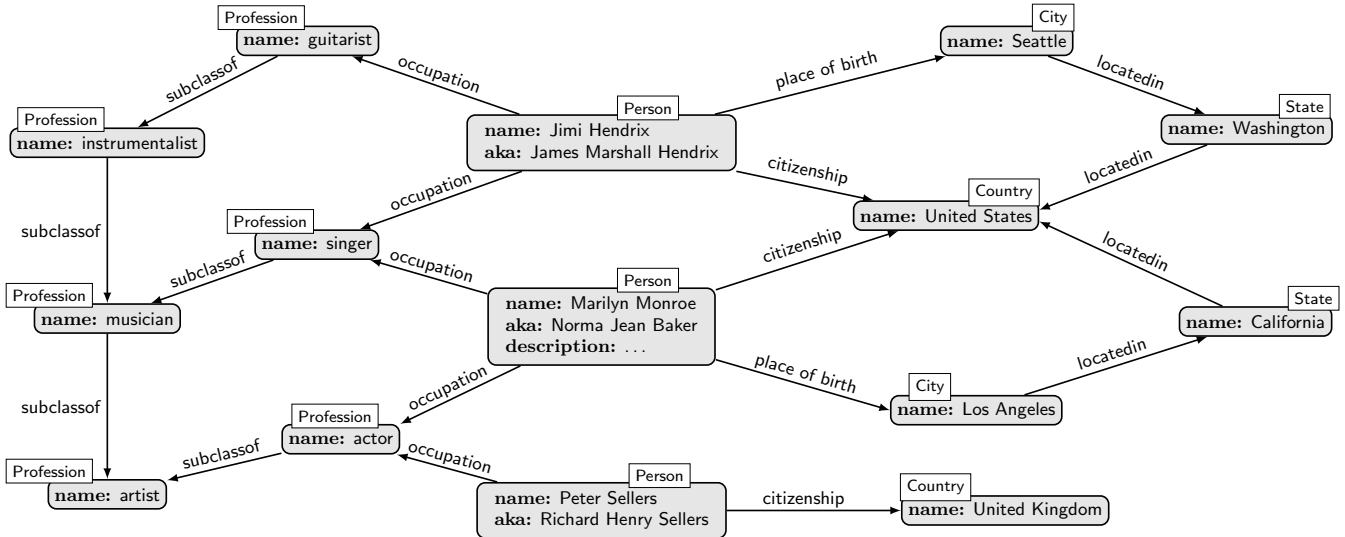 Profession
name: guitarist
City
name: Seattle
subclassof
occupation
place of birth
locatedin
Profession
name: instrumentalist
Person
name: Jimi Hendrix
aka: James Marshall Hendrix
State
name: Washington
occupation
citizenship
locatedin
Country
name: United States
subclassof
Profession
name: singer
subclassof
occupation
citizenship
locatedin
Profession
name: musician
Person
name: Marilyn Monroe
aka: Norma Jean Baker
description: ...
State
name: California
subclassof
occupation
place of birth
locatedin
City
name: Los Angeles
Profession
name: actor
subclassof
occupation
Profession
name: artist
Person
name: Peter Sellers
aka: Richard Henry Sellers
citizenship
Country
name: United Kingdom